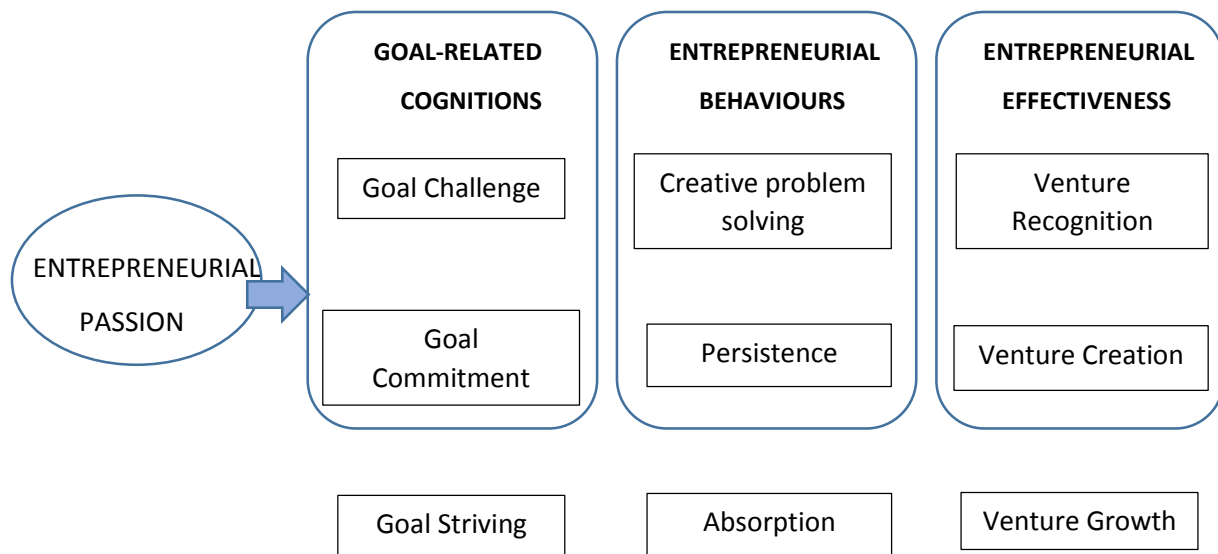 ENTREPRENEURIAL
PASSION
GOAL-RELATED
COGNITIONS
Goal Challenge
Goal
Commitment
Goal Striving
ENTREPRENEURIAL
BEHAVIOURS
Creative problem
solving
Persistence
Absorption
ENTREPRENEURIAL
EFFECTIVENESS
Venture
Recognition
Venture Creation
Venture Growth